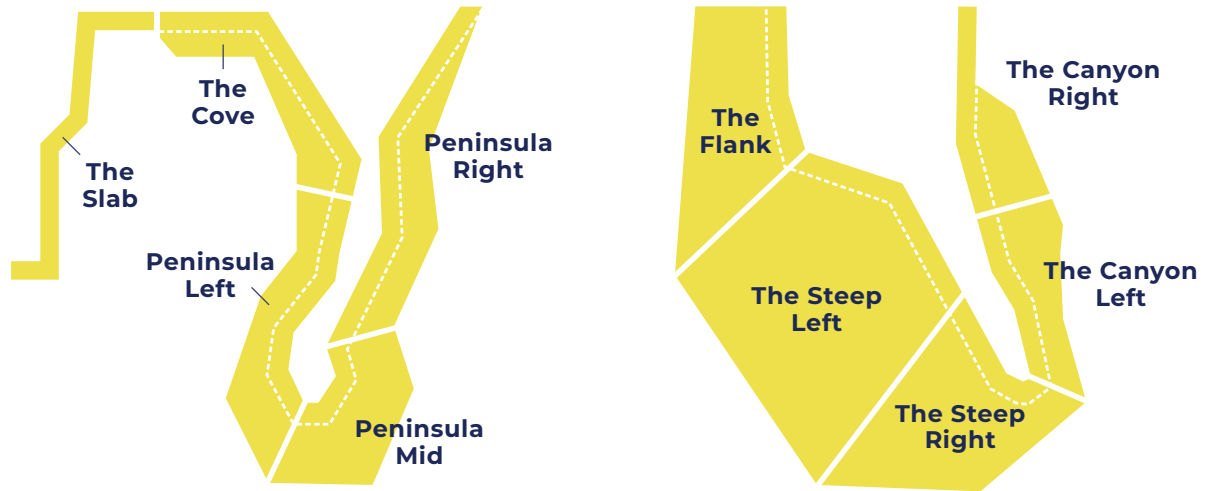 The
Cove
The
Slab
Peninsula
Right
Peninsula
Left
Peninsula
Mid
The
Flank
The Canyon
Right
The Steep
Left
The Canyon
Left
The Steep
Right